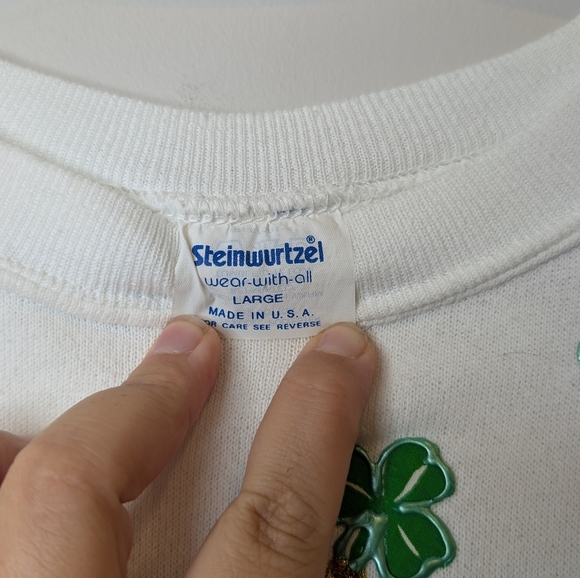 Steinwurtzel®
wear-with-all
LARGE
MADE IN U.S.A.
FOR CARE SEE REVERSE